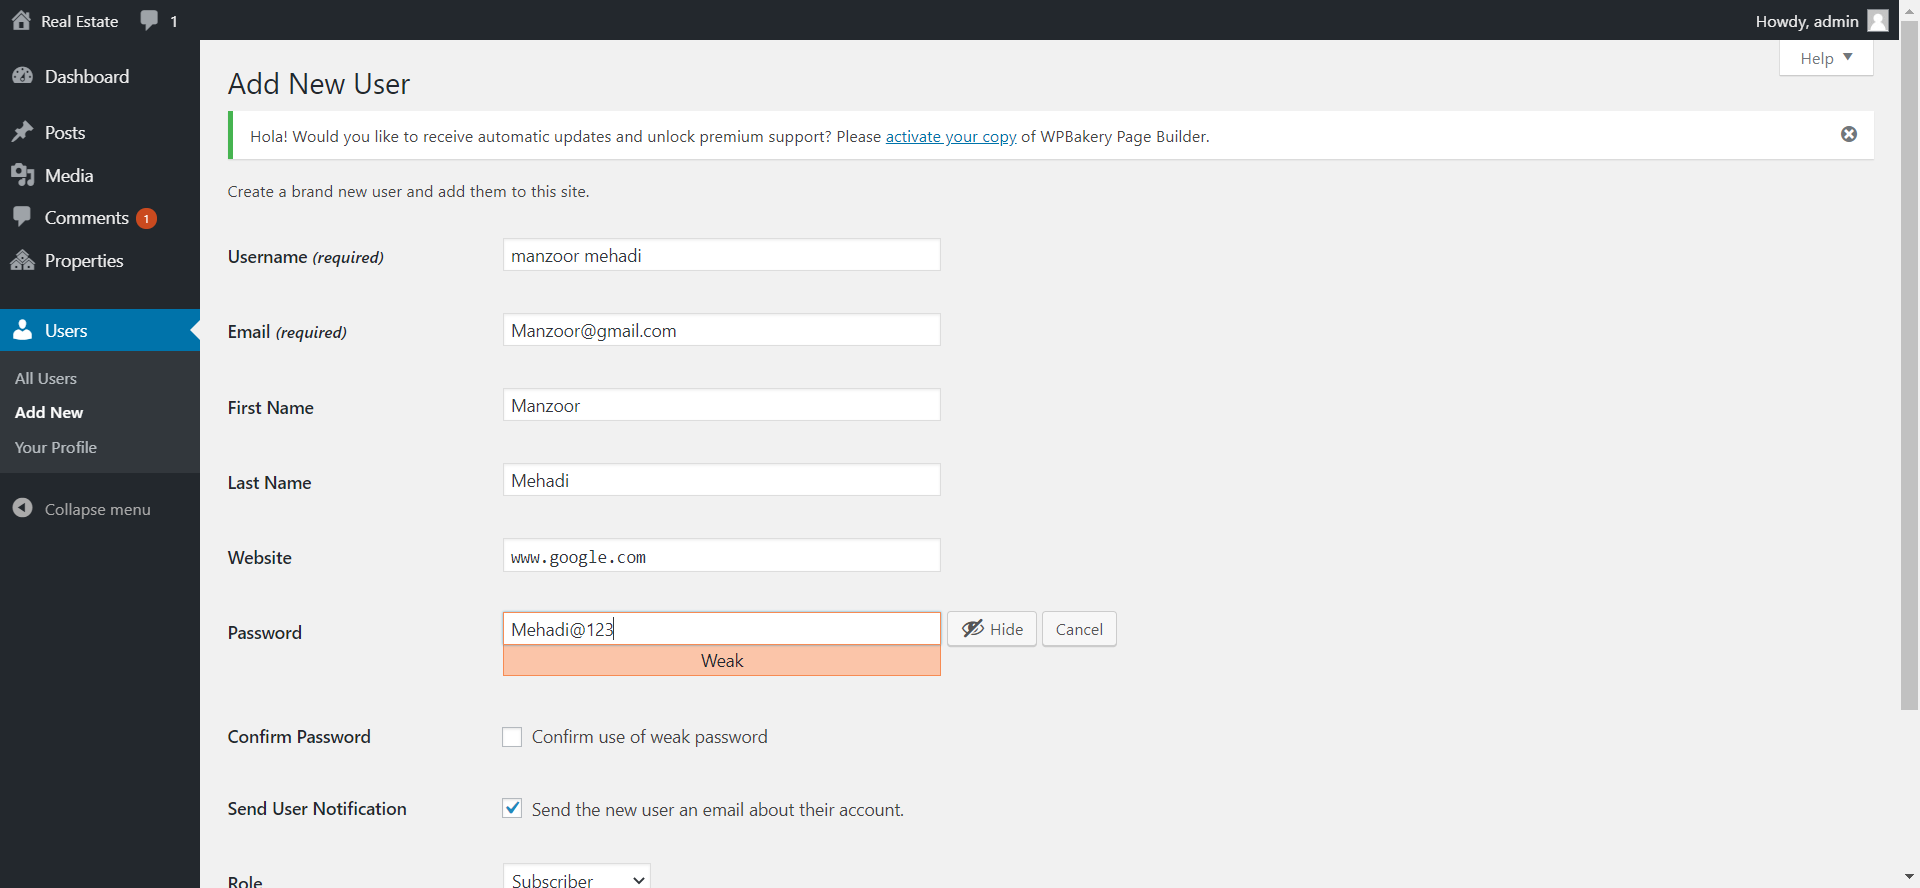 Real Estate 1 Howdy, admin
Help
Dashboard
Posts
Media
Comments 1
Properties
Users
All Users
Add New
Your Profile
Collapse menu
Add New User
Hola! Would you like to receive automatic updates and unlock premium support? Please activate your copy of WPBakery Page Builder.
Create a brand new user and add them to this site.
Username (required) manzoor mehadi
Email (required) Manzoor@gmail.com
First Name Manzoor
Last Name Mehadi
Website www.google.com
Password Mehadi@123 Hide Cancel
Weak
Confirm Password Confirm use of weak password
Send User Notification Send the new user an email about their account.
Role Subscriber